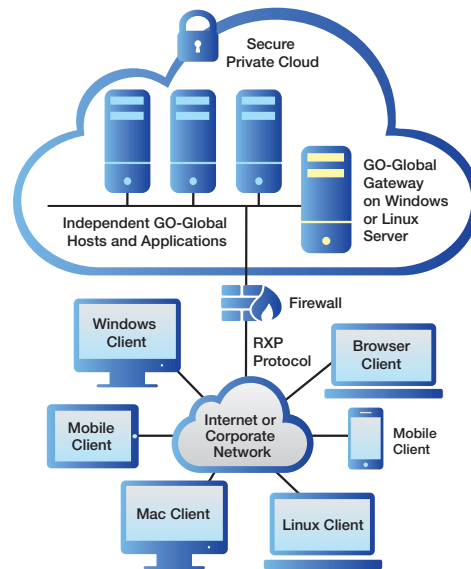 Secure
Private Cloud
GO-Global
Gateway
on Windows
or Linux
Server
Independent GO-Global
Hosts and Applications
Firewall
Windows
Client
RXP
Protocol
Browser
Client
Mobile
Client
Internet or
Corporate
Network
Mobile
Client
Mac Client
Linux Client